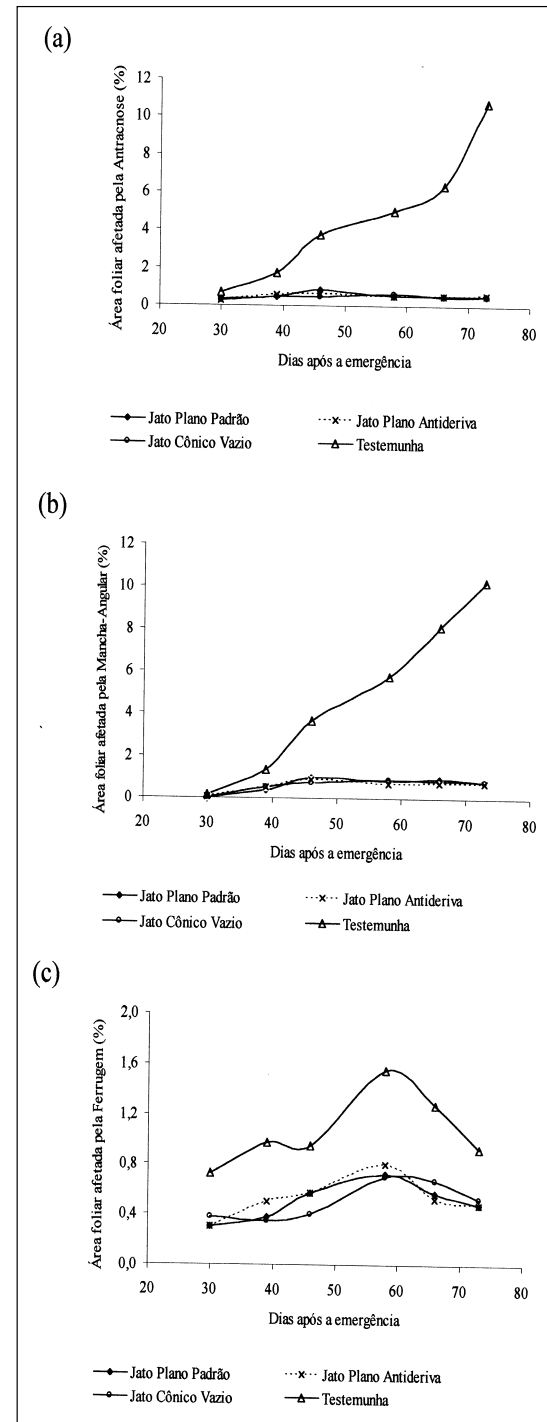 (a)
Área foliar afetada pela Antracnose (%)
12
10
8
6
4
2
0
20 30 40 50 60 70 80
Dias após a emergência
Jato Plano Padrão Jato Plano Antideriva
Jato Cônico Vazio Testemunha
(b)
Área foliar afetada pela Mancha-Angular (%)
12
10
8
6
4
2
0
20 30 40 50 60 70 80
Dias após a emergência
Jato Plano Padrão Jato Plano Antideriva
Jato Cônico Vazio Testemunha
(c)
Área foliar afetada pela Ferrugem (%)
2,0
1,6
1,2
0,8
0,4
0,0
20 30 40 50 60 70 80
Dias após a emergência
Jato Plano Padrão Jato Plano Antideriva
Jato Cônico Vazio Testemunha